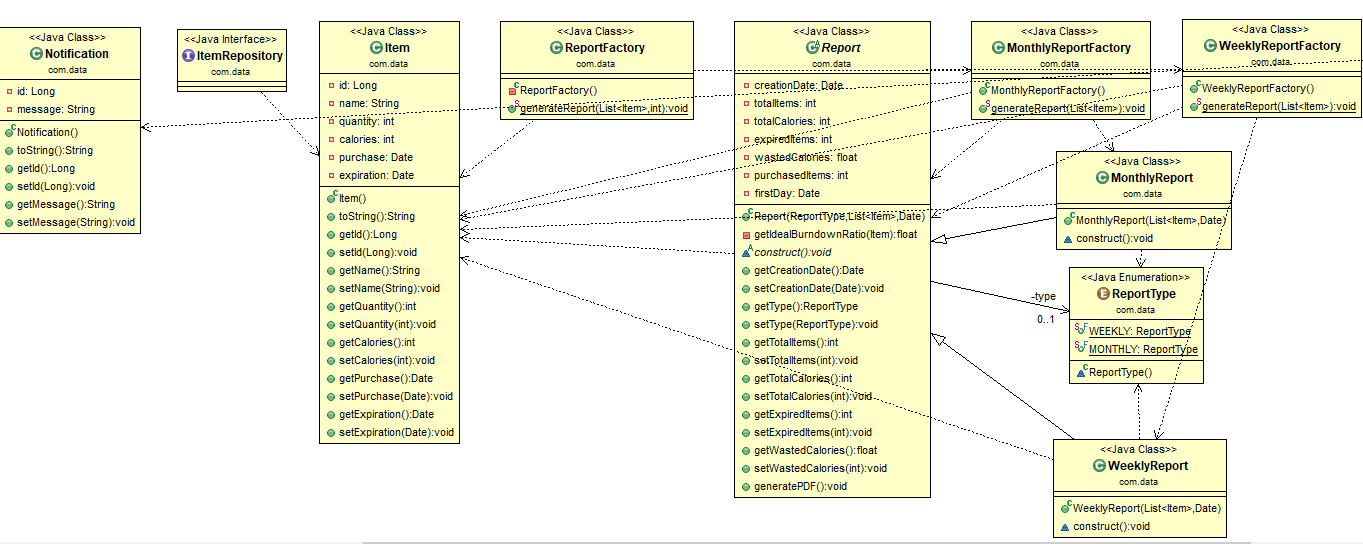 <<Java Class>>
Notification
com.data
id: Long
message: String
Notification()
toString():String
getId():Long
setId(Long):void
getMessage():String
setMessage(String):void
<<Java Interface>>
ItemRepository
com.data
<<Java Class>>
Item
com.data
id: Long
name: String
quantity: int
calories: int
purchase: Date
expiration: Date
Item()
toString():String
getId():Long
setId(Long):void
getName():String
setName(String):void
getQuantity():int
setQuantity(int):void
getCalories():int
setCalories(int):void
getPurchase():Date
setPurchase(Date):void
getExpiration():Date
setExpiration(Date):void
<<Java Class>>
ReportFactory
com.data
ReportFactory()
generateReport(List<Item>,int):void
<<Java Class>>
Report
com.data
creationDate: Date
totalItems: int
totalCalories: int
expiredItems: int
wastedCalories: float
purchasedItems: int
firstDay: Date
Report(ReportType,List<Item>,Date)
getIdealBurndownRatio(Item):float
construct():void
getCreationDate():Date
setCreationDate(Date):void
getType():ReportType
setType(ReportType):void
getTotalItems():int
setTotalItems(int):void
getTotalCalories():int
setTotalCalories(int):void
getExpiredItems():int
setExpiredItems(int):void
getWastedCalories():float
setWastedCalories(int):void
generatePDF():void
<<Java Class>>
MonthlyReportFactory
com.data
MonthlyReportFactory()
generateReport(List<Item>):void
<<Java Class>>
WeeklyReportFactory
com.data
WeeklyReportFactory()
generateReport(List<Item>):void
<<Java Class>>
MonthlyReport
com.data
MonthlyReport(List<Item>,Date)
construct():void
-type
0..1
<<Java Enumeration>>
ReportType
com.data
WEEKLY: ReportType
MONTHLY: ReportType
ReportType()
<<Java Class>>
WeeklyReport
com.data
WeeklyReport(List<Item>,Date)
construct():void